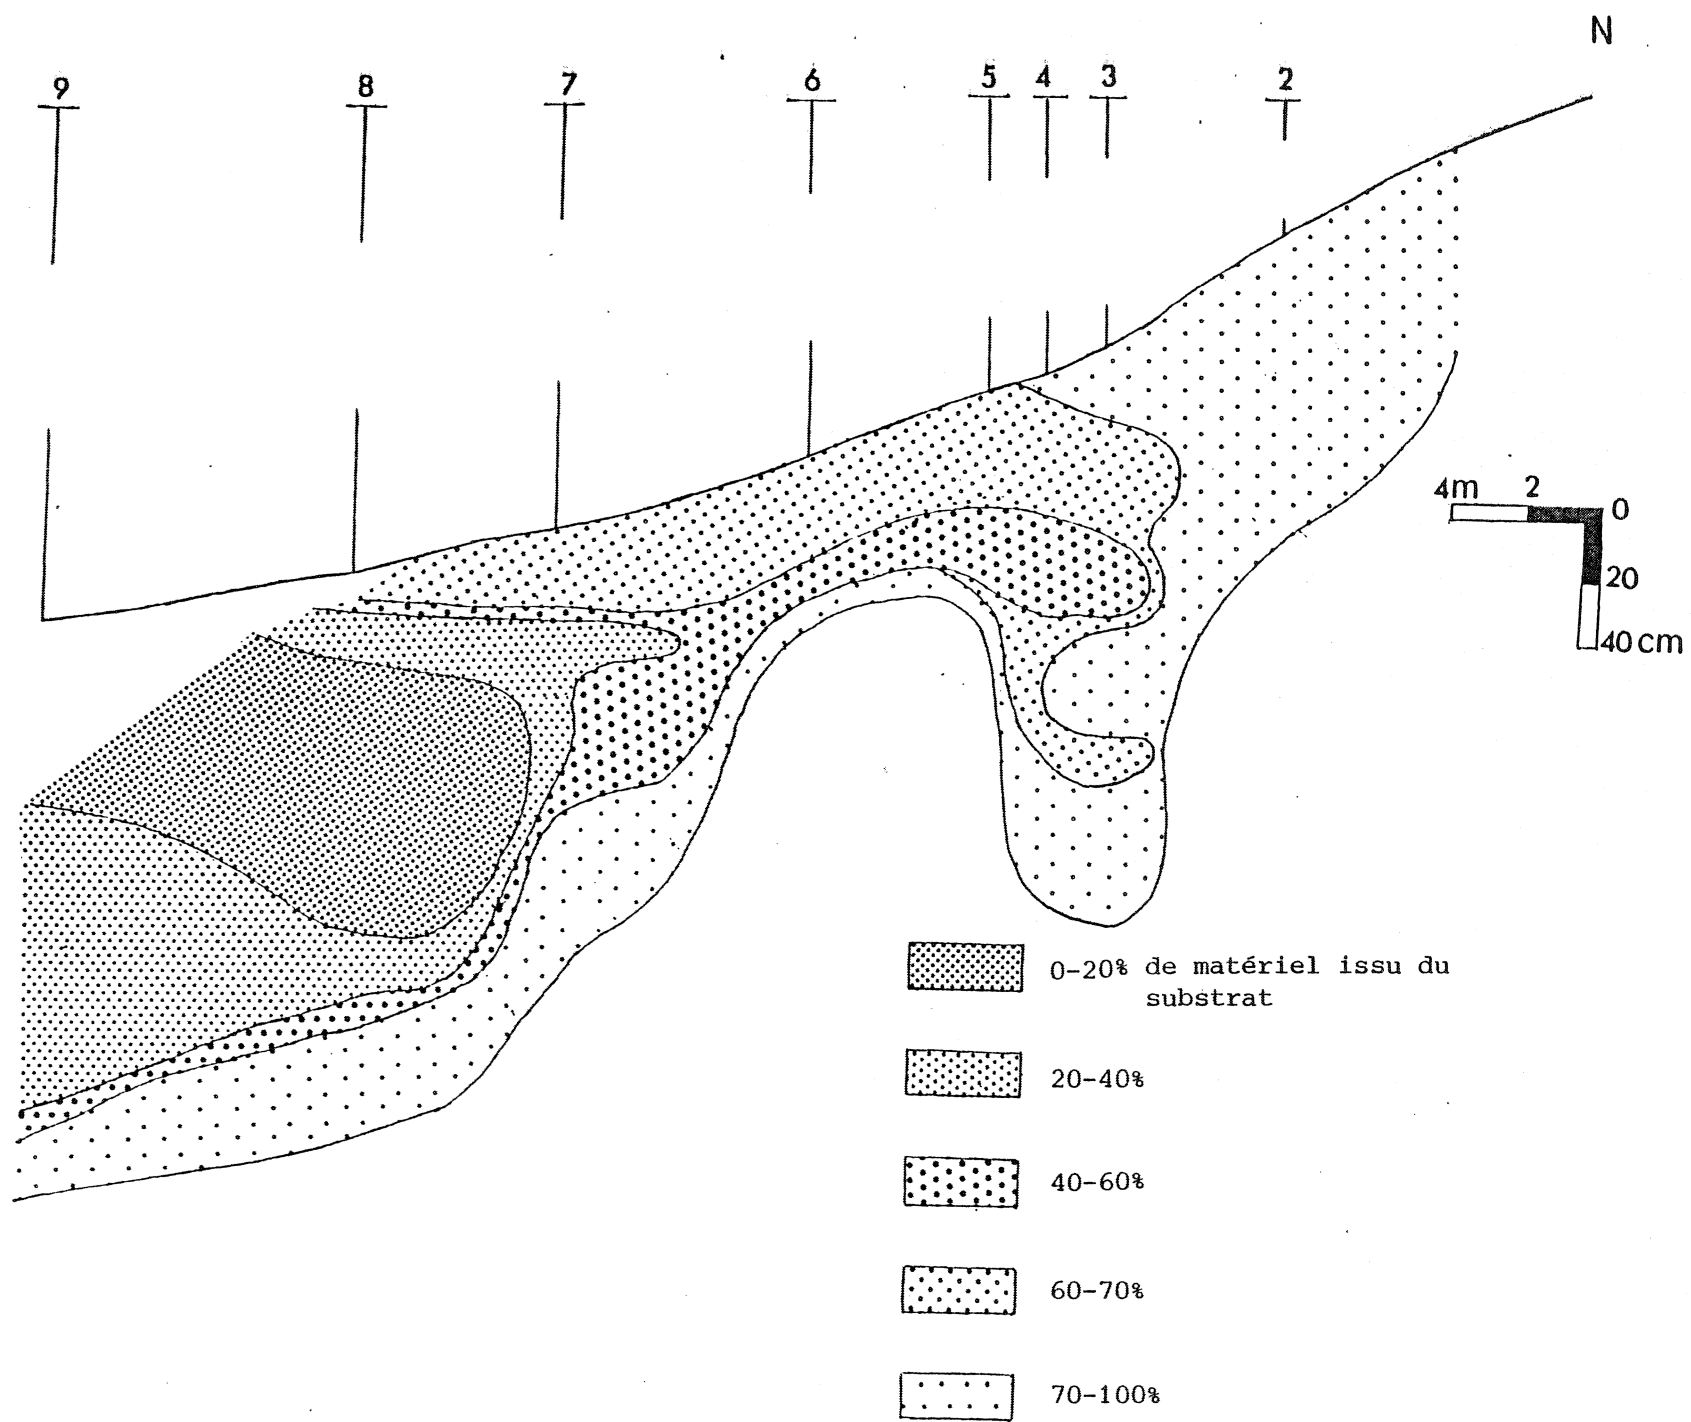 N
9 8 7 6 5 4 3 2
4m 2 0
20
40 cm
0-20% de matériel issu du
substrat
20-40%
40-60%
60-70%
70-100%